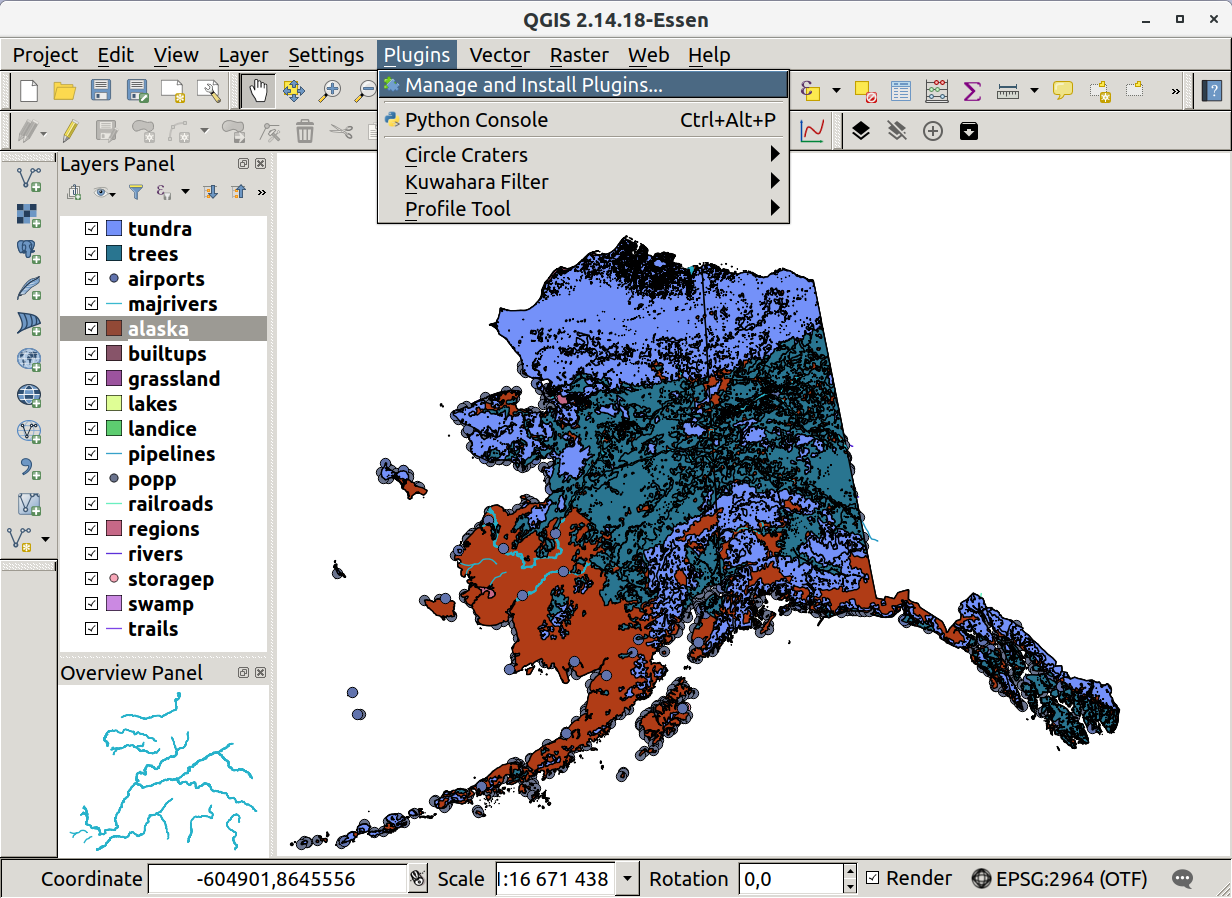 QGIS 2.14.18-Essen
Project Edit View Layer Settings Plugins Vector Raster Web Help
Manage and Install Plugins...
Python Console Ctrl+Alt+P
Circle Craters
Kuwahara Filter
Profile Tool
Layers Panel
tundra
trees
airports
majrivers
alaska
builtups
grassland
lakes
landice
pipelines
popp
railroads
regions
rivers
storagep
swamp
trails
Overview Panel
Coordinate -604901,8645556 Scale 1:16 671 438 Rotation 0,0 Render EPSG:2964 (OTF)